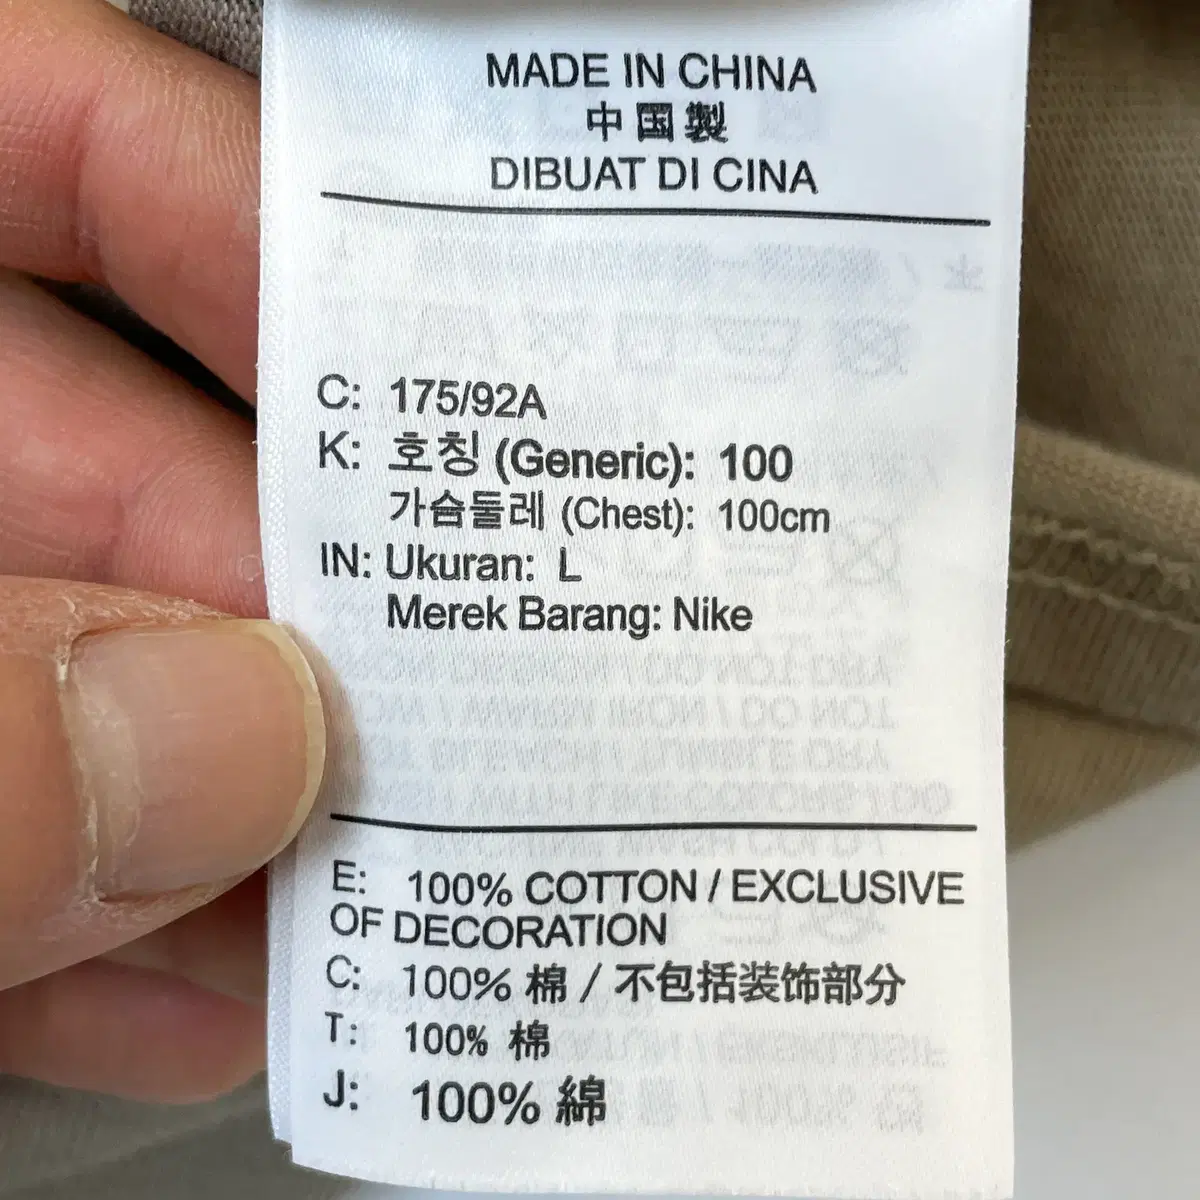 MADE IN CHINA
中国製
DIBUAT DI CINA
C: 175/92A
K: 호칭 (Generic): 100
가슴둘레 (Chest): 100cm
IN: Ukuran: L
Merek Barang: Nike
E: 100% COTTON / EXCLUSIVE
OF DECORATION
C: 100% 棉 / 不包括装饰部分
T: 100% 棉
J: 100% 綿